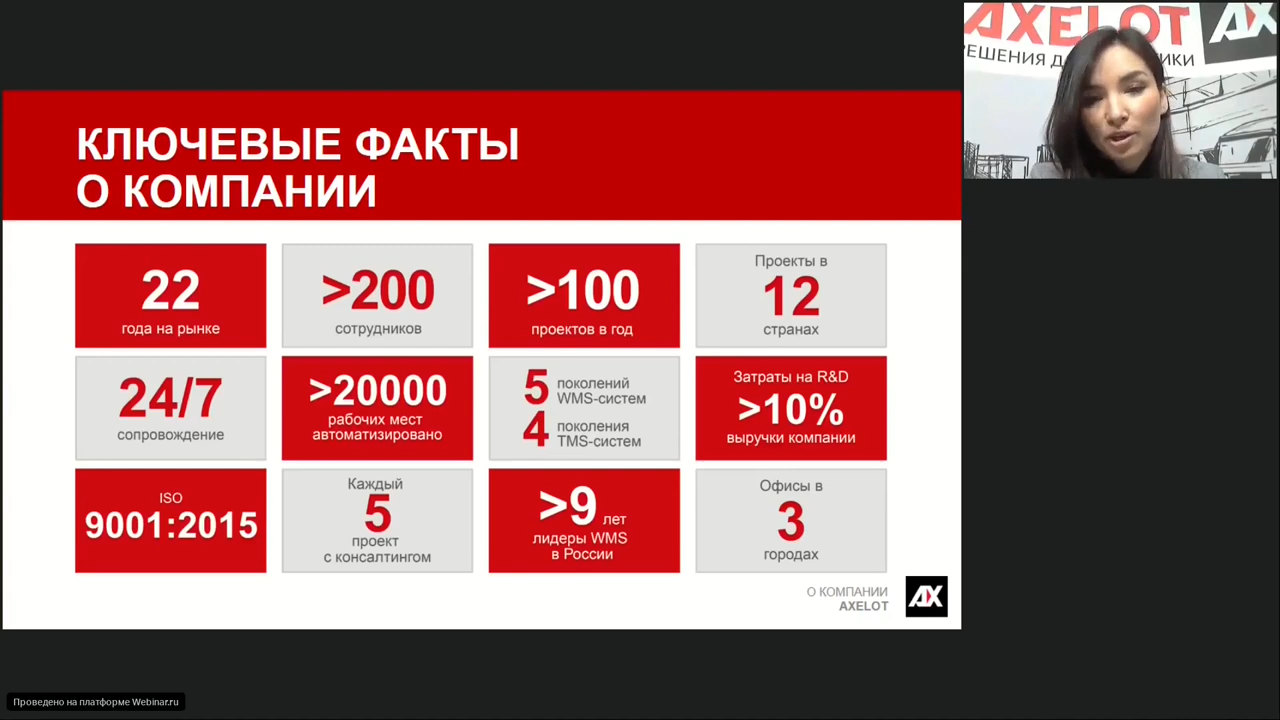 КЛЮЧЕВЫЕ ФАКТЫ
О КОМПАНИИ
22
года на рынке
>200
сотрудников
>100
проектов в год
Проекты в
12
странах
24/7
сопровождение
>20000
рабочих мест
автоматизировано
5 поколений
WMS-систем
4 поколения
TMS-систем
Затраты на R&D
>10%
выручки компании
ISO
9001:2015
Каждый
5
проект
с консалтингом
>9 лет
лидеры WMS
в России
Офисы в
3
городах
О КОМПАНИИ
AXELOT
AX
AXELOT
AX
РЕШЕНИЯ
Проведено на платформе Webinar.ru